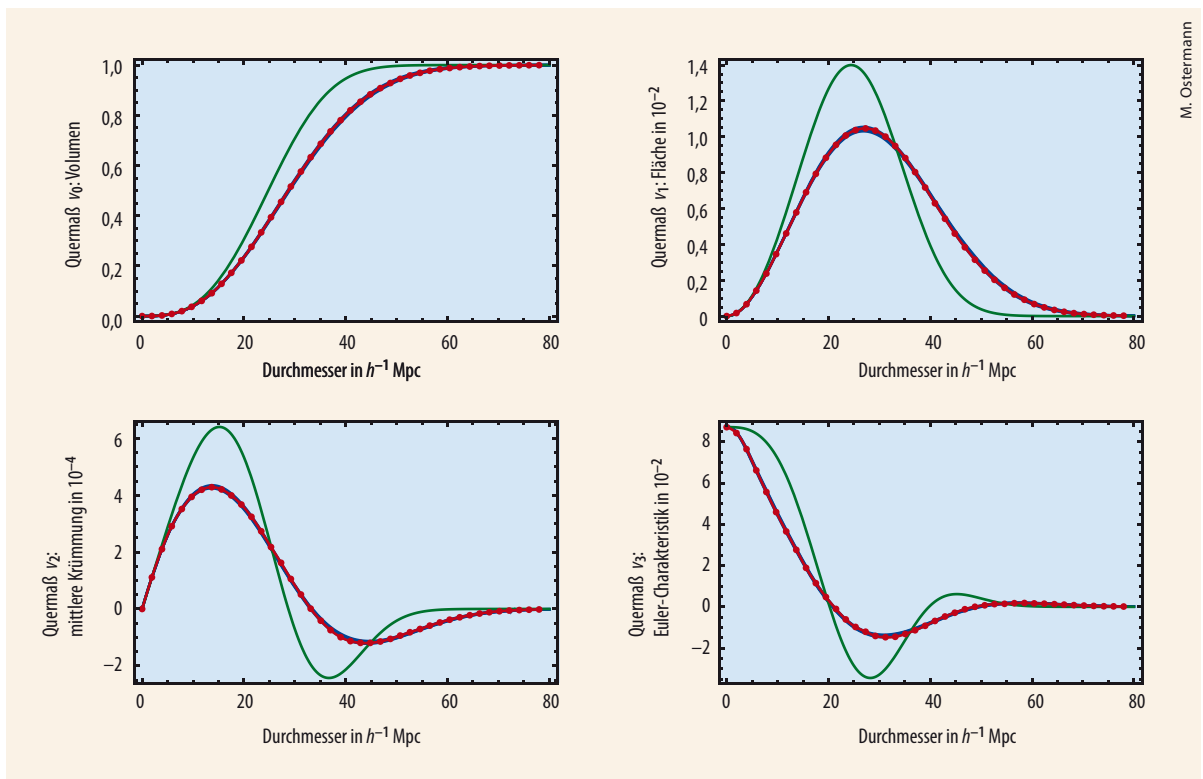 M. Ostermann
Quermaß v0: Volumen
1,0
0,8
0,6
0,4
0,2
0,0
0 20 40 60 80
Durchmesser in h−1 Mpc
Quermaß v1: Fläche in 10−2
1,4
1,2
1,0
0,8
0,6
0,4
0,2
0
0 20 40 60 80
Durchmesser in h−1 Mpc
Quermaß v2:
mittlere Krümmung in 10−4
6
4
2
0
−2
0 20 40 60 80
Durchmesser in h−1 Mpc
Quermaß v3:
Euler-Charakteristik in 10−2
8
6
4
2
0
−2
0 20 40 60 80
Durchmesser in h−1 Mpc